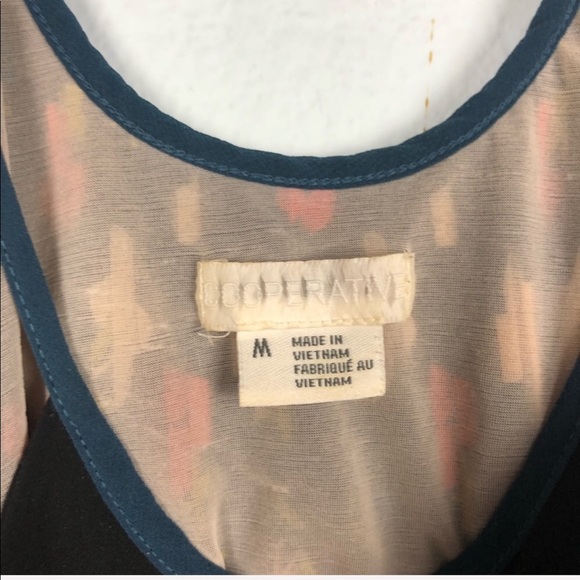 COOPERATIVE
M
MADE IN
VIETNAM
FABRIQUÉ AU
VIETNAM